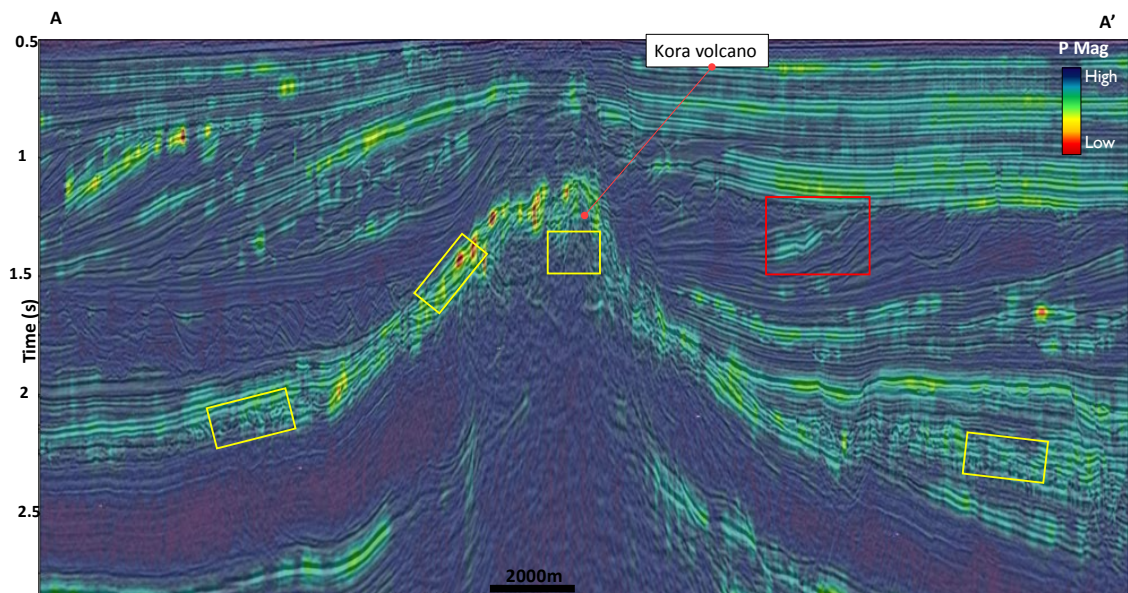 A
A’
0.5
Kora volcano
P Mag
High
Low
1
1.5
Time (s)
2
2.5
2000m